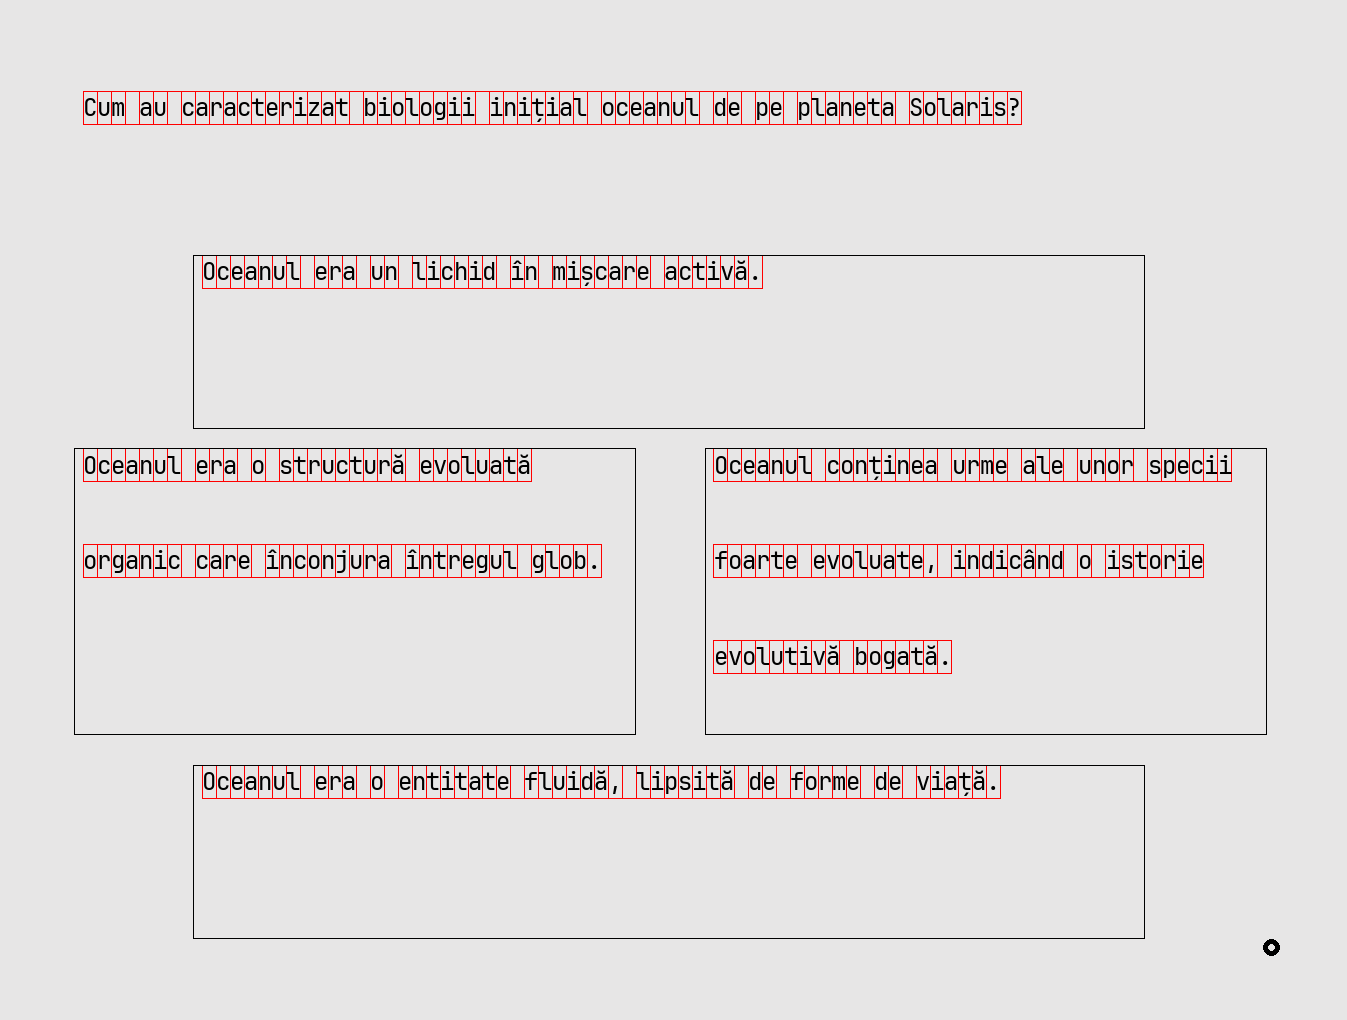 Cum au caracterizat biologii inițial oceanul de pe planeta Solaris?
Oceanul era un lichid în mișcare activă.
Oceanul era o structură evoluată
organic care înconjura întregul glob.
Oceanul conținea urme ale unor specii
foarte evoluate, indicând o istorie
evolutivă bogată.
Oceanul era o entitate fluidă, lipsită de forme de viață.